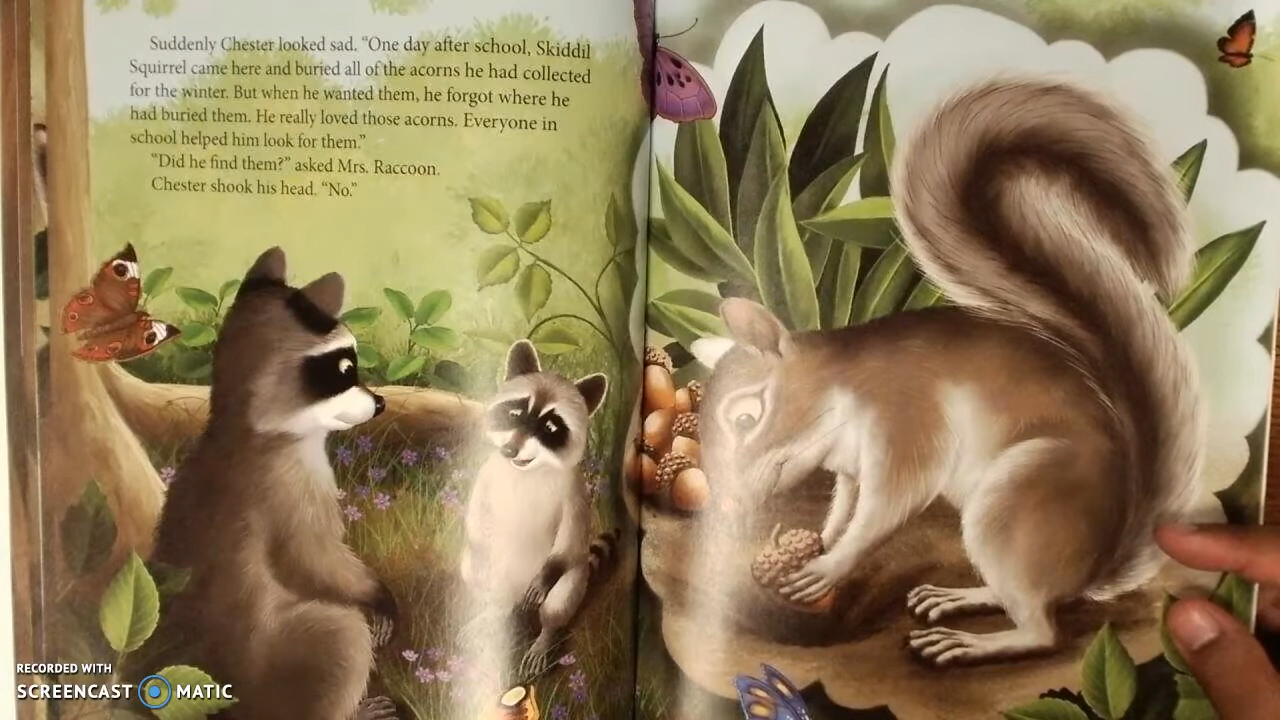 Suddenly Chester looked sad. “One day after school, Skiddil
Squirrel came here and buried all of the acorns he had collected
for the winter. But when he wanted them, he forgot where he
had buried them. He really loved those acorns. Everyone in
school helped him look for them.”
“Did he find them?” asked Mrs. Raccoon.
Chester shook his head. “No.”
RECORDED WITH
SCREENCAST MATIC